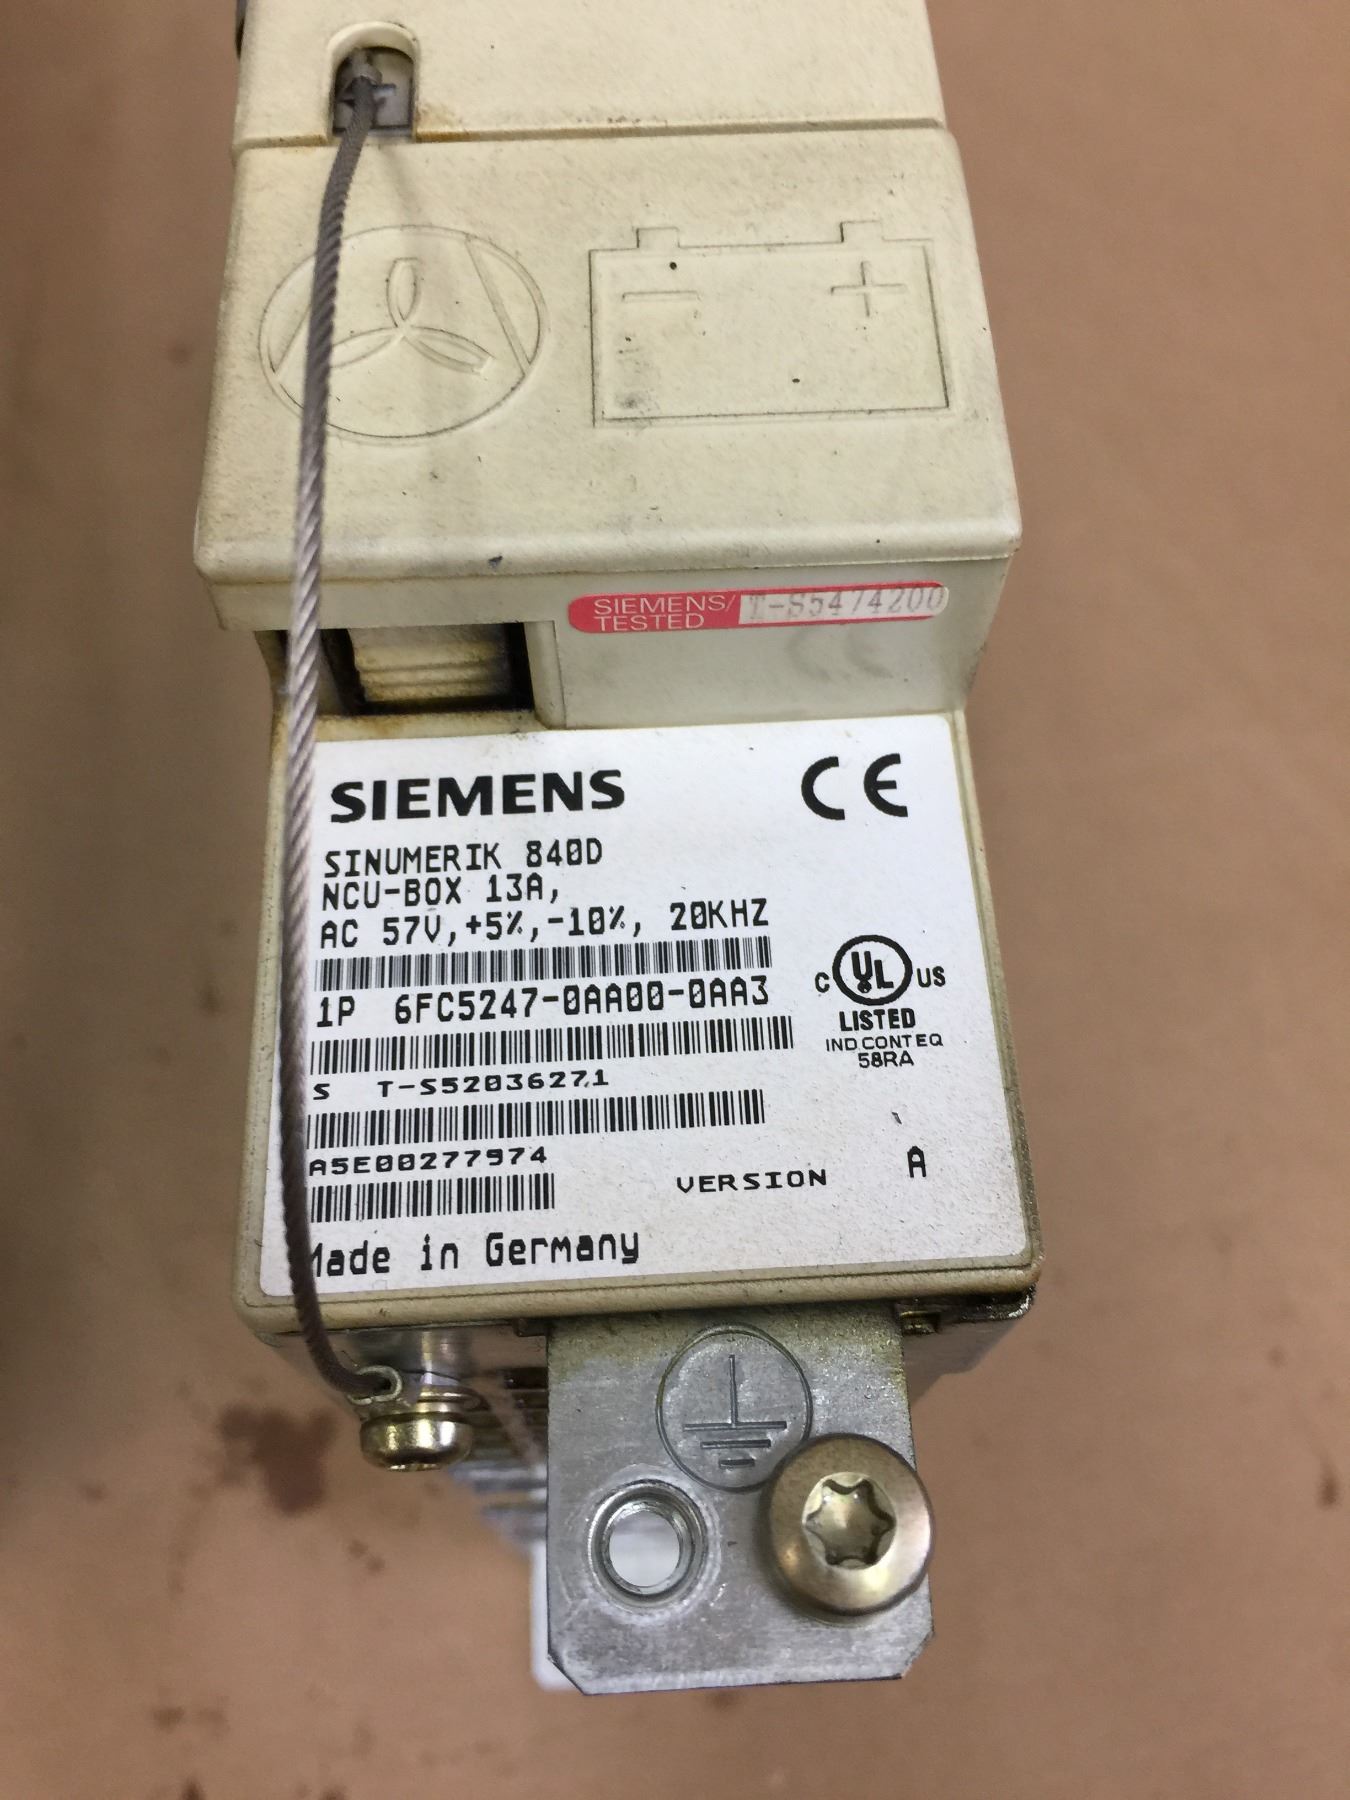 SIEMENS/ T-S5474200
TESTED
CE
SIEMENS CE
SINUMERIK 840D
NCU-BOX 13A,
AC 57V,+5%,-10%, 20KHZ
1P 6FC5247-0AA00-0AA3
C UL US
LISTED
IND.CONT.EQ
58RA
S T-S52036271
A5E00277974
VERSION A
Made in Germany